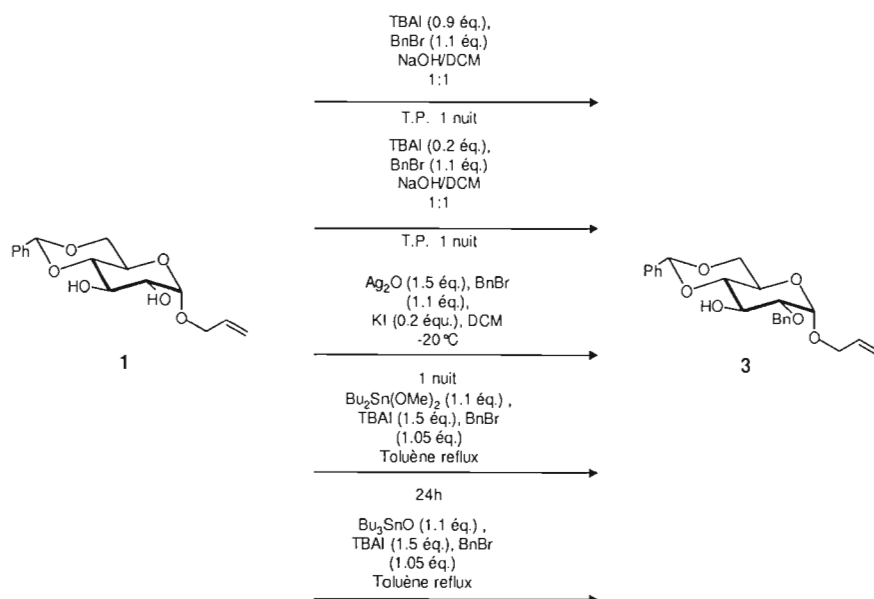 TBAI (0.9 éq.),
BnBr (1.1 éq.)
NaOH/DCM
1:1
T.P. 1 nuit
TBAI (0.2 éq.),
BnBr (1.1 éq.)
NaOH/DCM
1:1
T.P. 1 nuit
Ag2O (1.5 éq.), BnBr
(1.1 éq.),
KI (0.2 équ.), DCM
-20 °C
1 nuit
Bu2Sn(OMe)2 (1.1 éq.) ,
TBAI (1.5 éq.), BnBr
(1.05 éq.)
Toluène reflux
24h
Bu3SnO (1.1 éq.) ,
TBAI (1.5 éq.), BnBr
(1.05 éq.)
Toluène reflux
Ph O O
O
HO HO
O
1
Ph O O
O
HO BnO
O
3